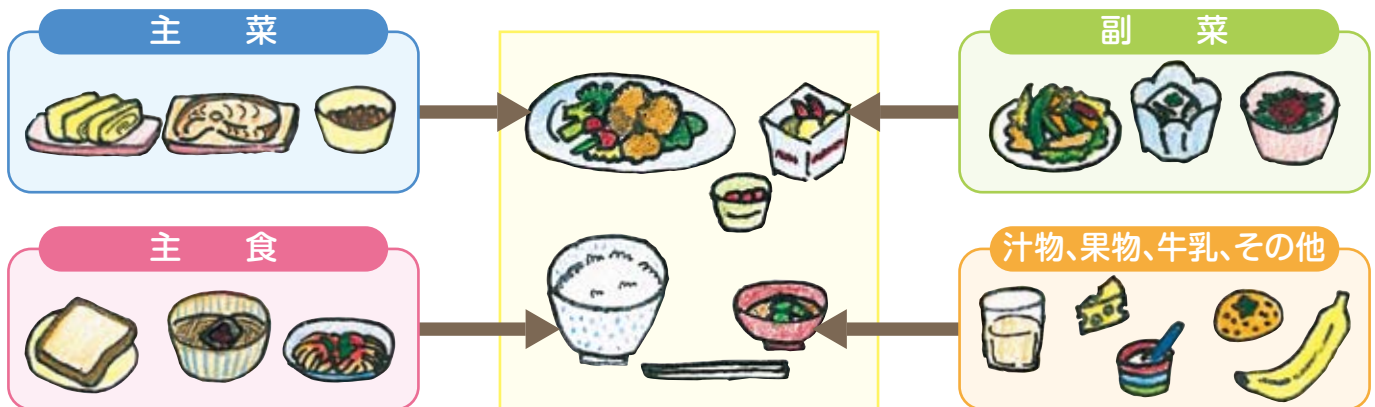 主　菜
副　菜
主　食
汁物、果物、牛乳、その他